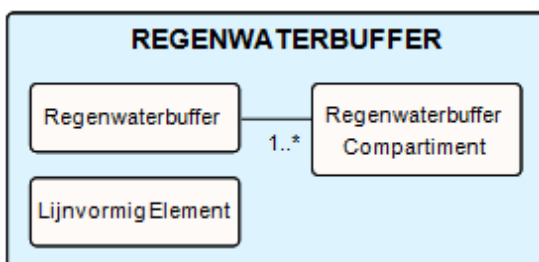 REGENWATERBUFFER
Regenwaterbuffer
1..*
Regenwaterbuffer
Compartiment
LijnvormigElement